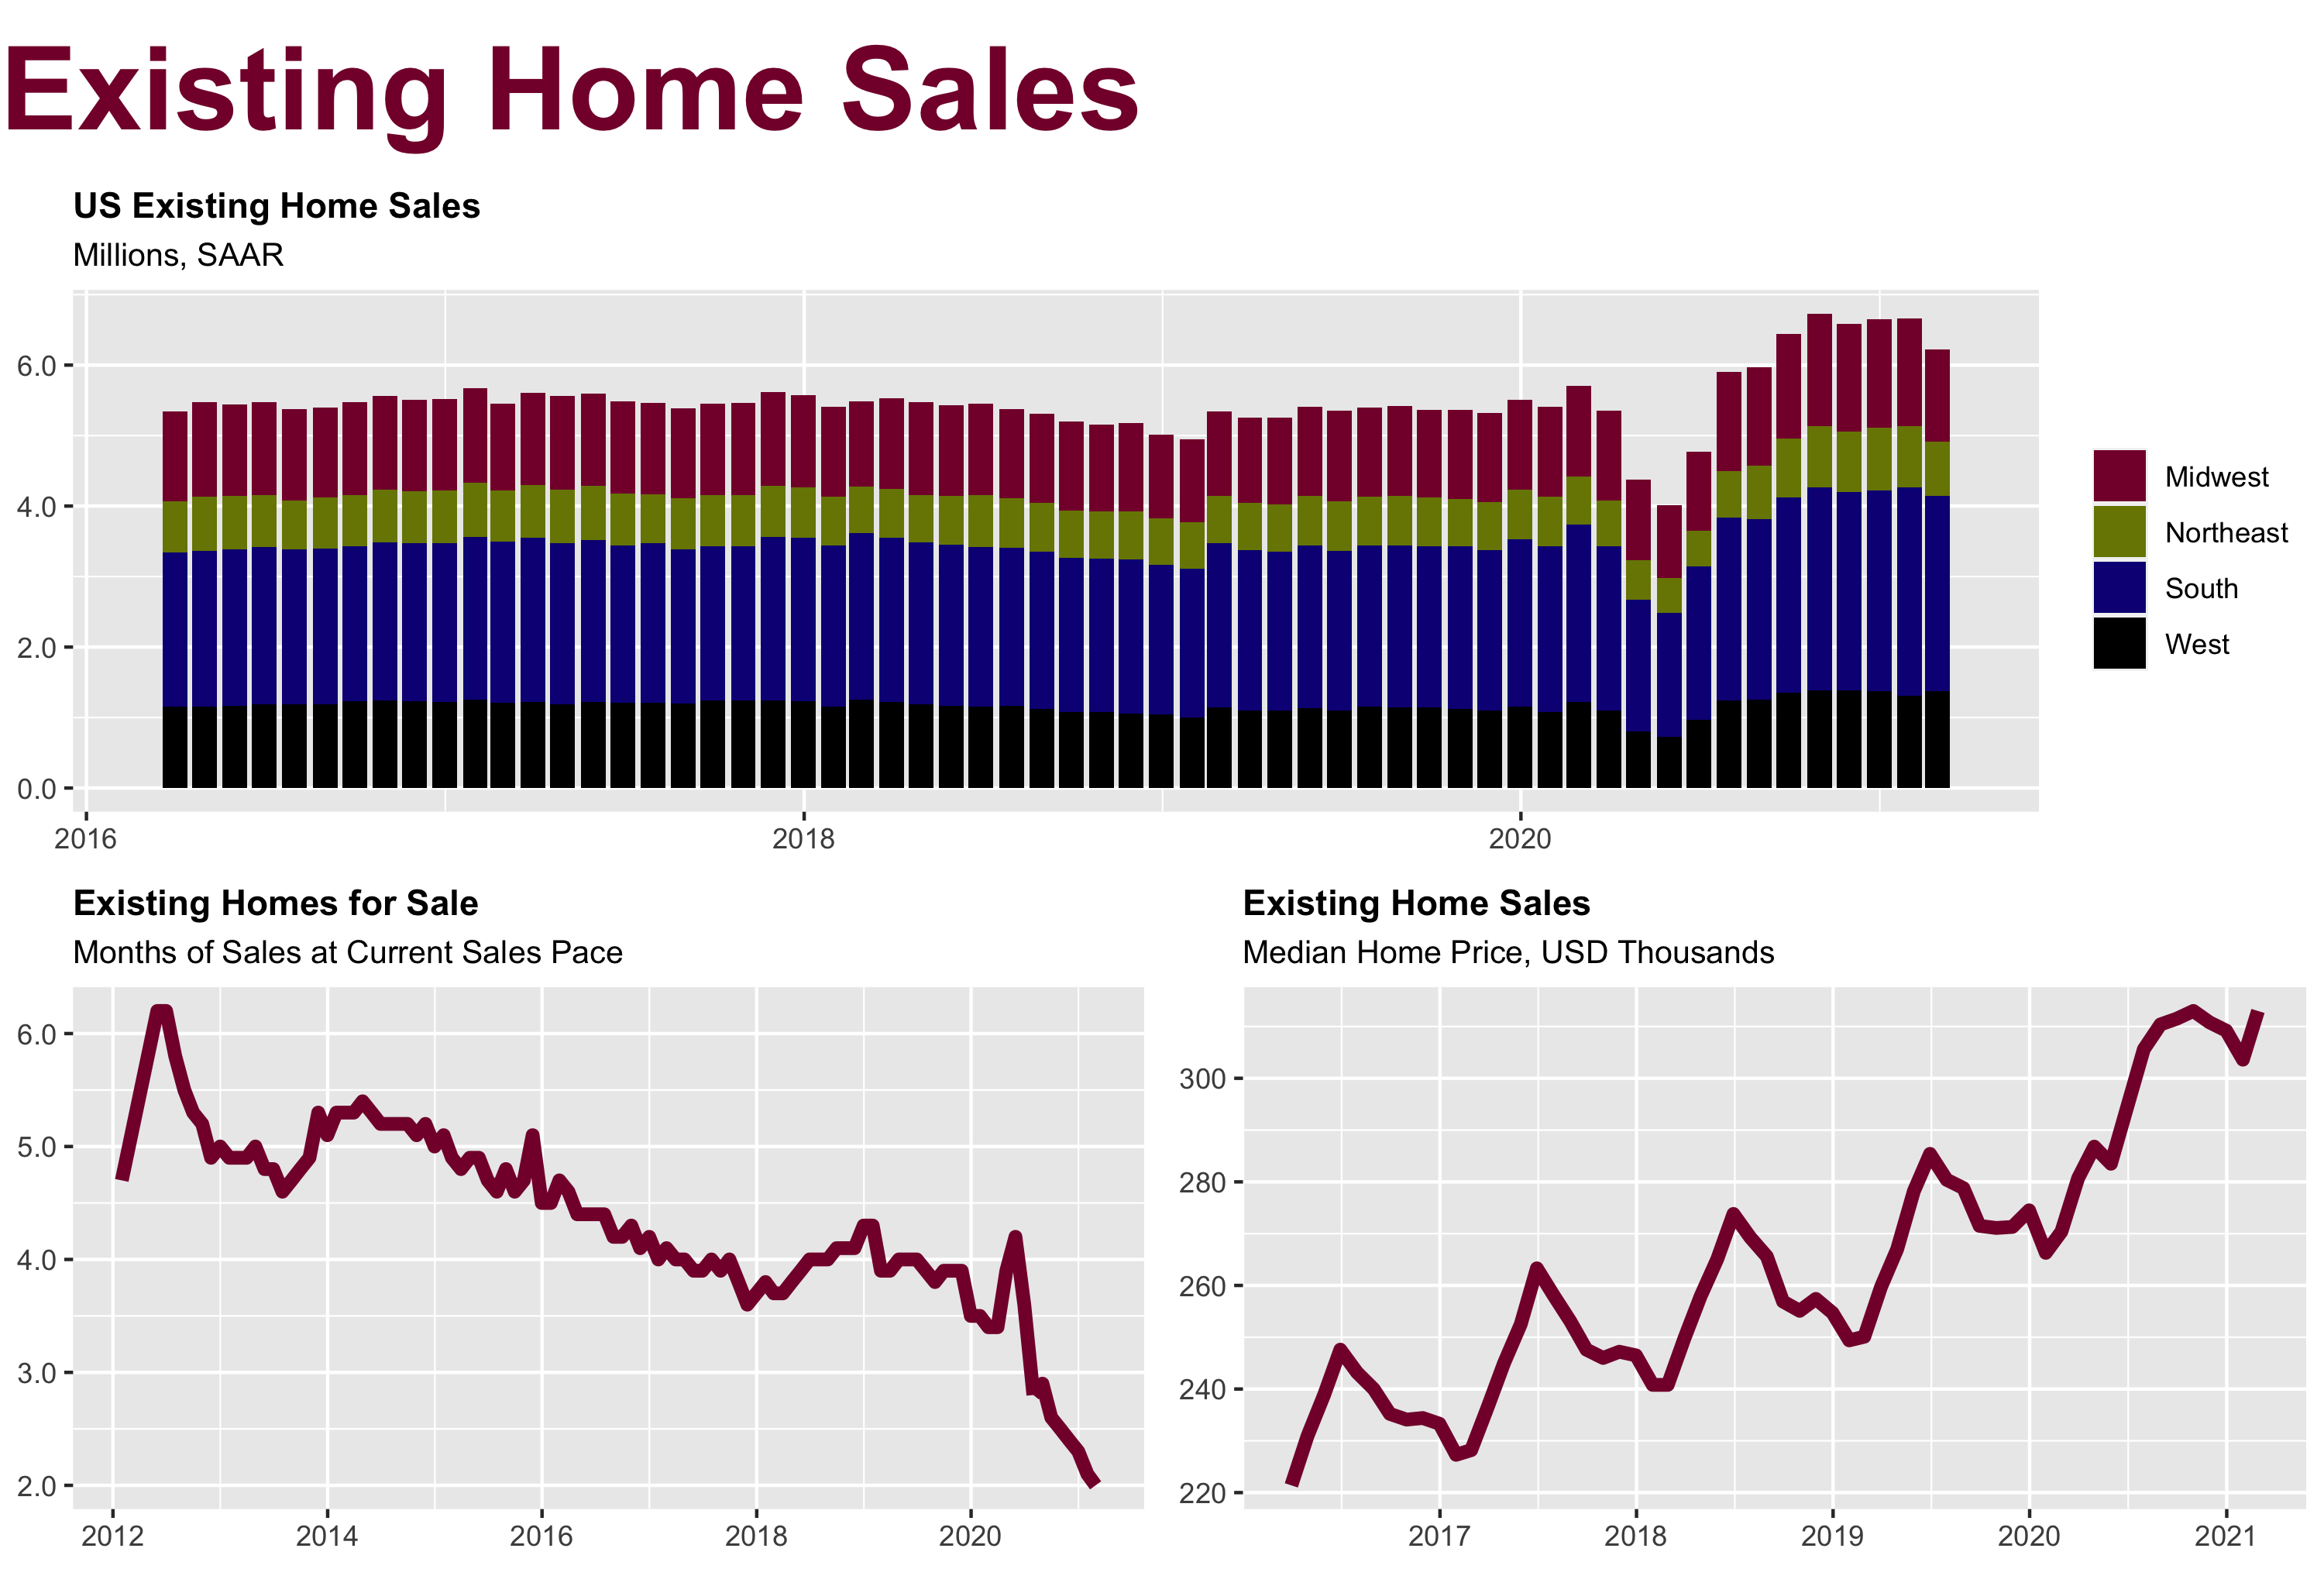 Existing Home Sales
US Existing Home Sales
Millions, SAAR
6.0
4.0
2.0
0.0
2016 2018 2020
Midwest
Northeast
South
West
Existing Homes for Sale
Months of Sales at Current Sales Pace
6.0
5.0
4.0
3.0
2.0
2012 2014 2016 2018 2020
Existing Home Sales
Median Home Price, USD Thousands
300
280
260
240
220
2017 2018 2019 2020 2021